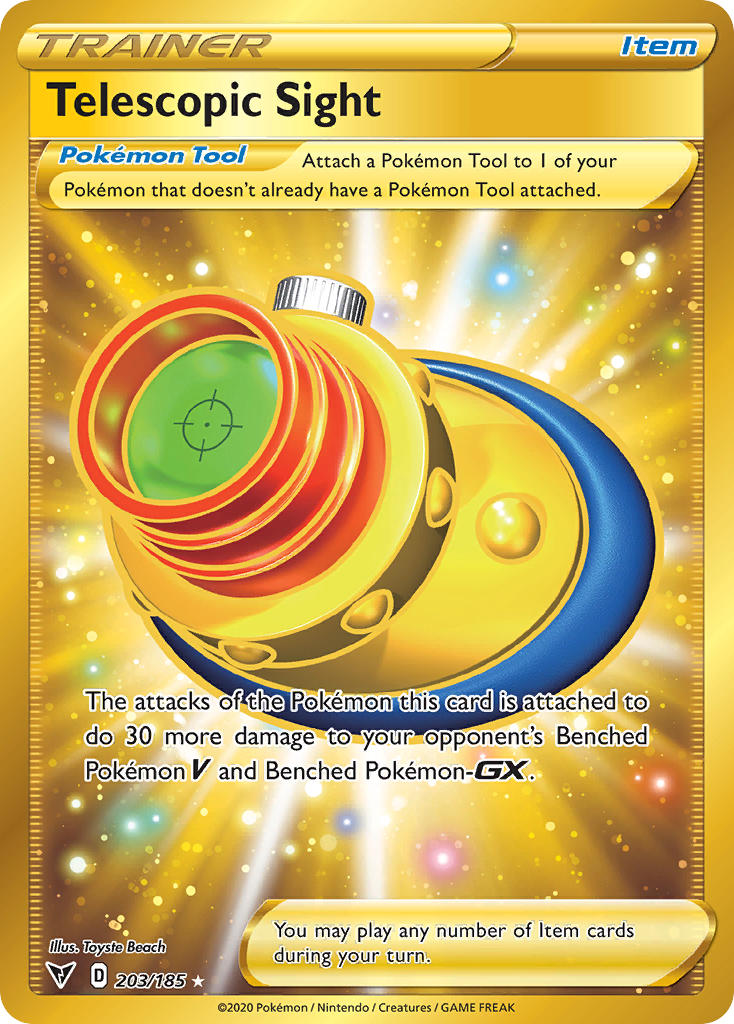 TRAINER
Item
Telescopic Sight
Pokémon Tool
Attach a Pokémon Tool to 1 of your
Pokémon that doesn't already have a Pokémon Tool attached.
The attacks of the Pokémon this card is attached to
do 30 more damage to your opponent's Benched
Pokémon V and Benched Pokémon-GX.
You may play any number of Item cards
during your turn.
Illus. Toyste Beach
D 203/185 ★
©2020 Pokémon / Nintendo / Creatures / GAME FREAK